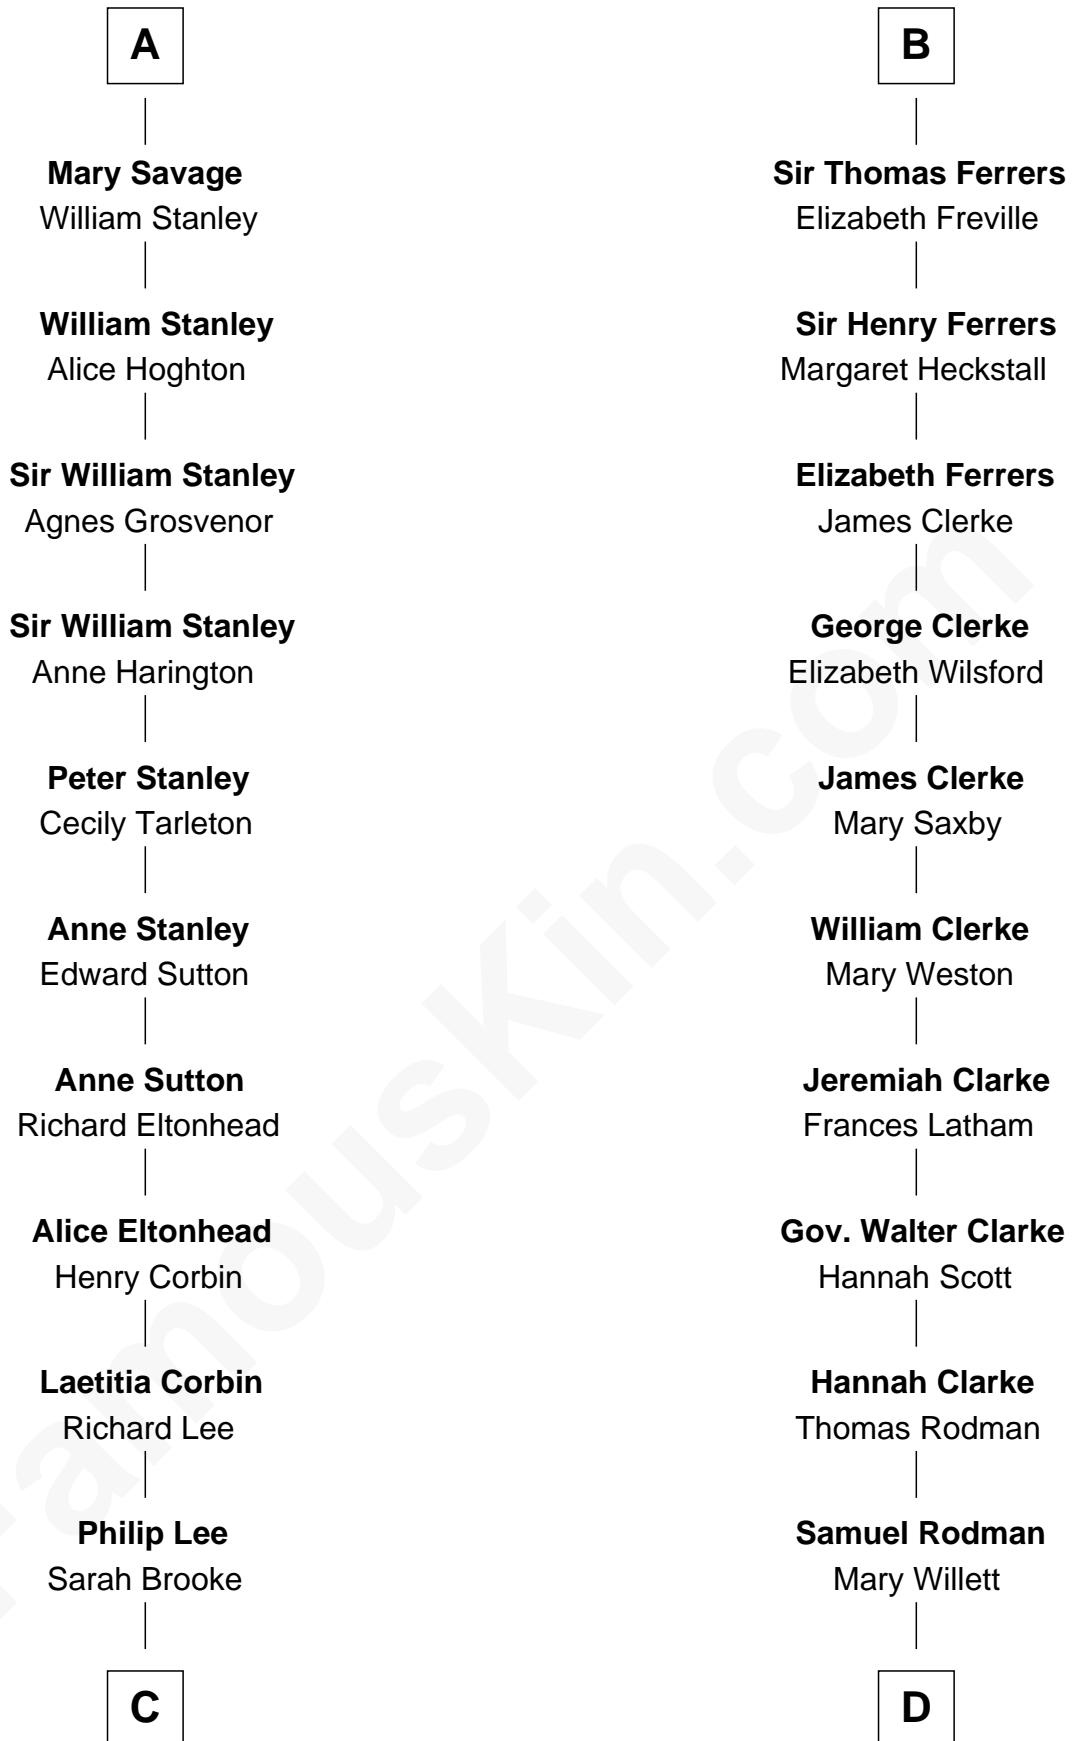 A
Mary Savage
William Stanley
William Stanley
Alice Hoghton
Sir William Stanley
Agnes Grosvenor
Sir William Stanley
Anne Harington
Peter Stanley
Cecily Tarleton
Anne Stanley
Edward Sutton
Anne Sutton
Richard Eltonhead
Alice Eltonhead
Henry Corbin
Laetitia Corbin
Richard Lee
Philip Lee
Sarah Brooke
C
B
Sir Thomas Ferrers
Elizabeth Freville
Sir Henry Ferrers
Margaret Heckstall
Elizabeth Ferrers
James Clerke
George Clerke
Elizabeth Wilsford
James Clerke
Mary Saxby
William Clerke
Mary Weston
Jeremiah Clarke
Frances Latham
Gov. Walter Clarke
Hannah Scott
Hannah Clarke
Thomas Rodman
Samuel Rodman
Mary Willett
D
FamousKin.com